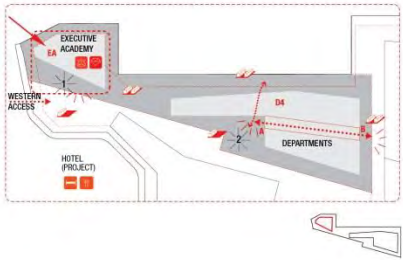 EXECUTIVE
ACADEMY
EA
1
WESTERN
ACCESS
D4
A
B
2
DEPARTMENTS
HOTEL
(PROJECT)